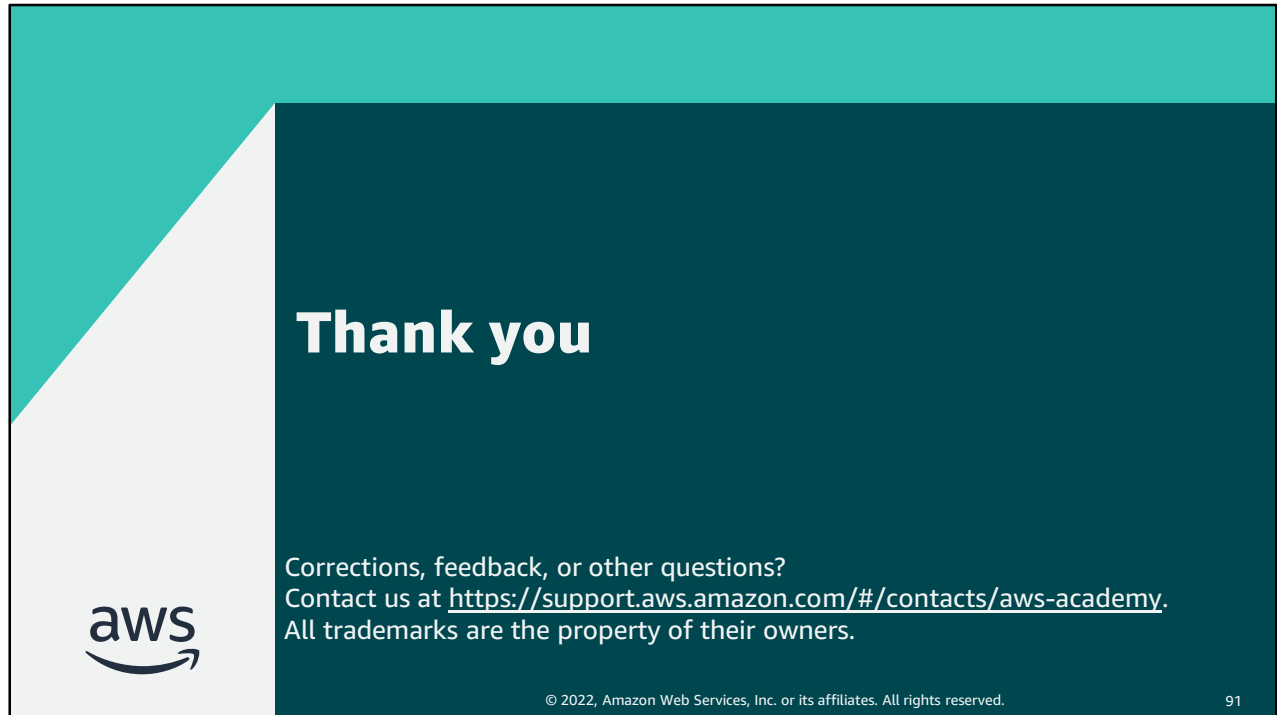 Thank you
Corrections, feedback, or other questions?
Contact us at https://support.aws.amazon.com/#/contacts/aws-academy.
All trademarks are the property of their owners.
aws
© 2022, Amazon Web Services, Inc. or its affiliates. All rights reserved.
91